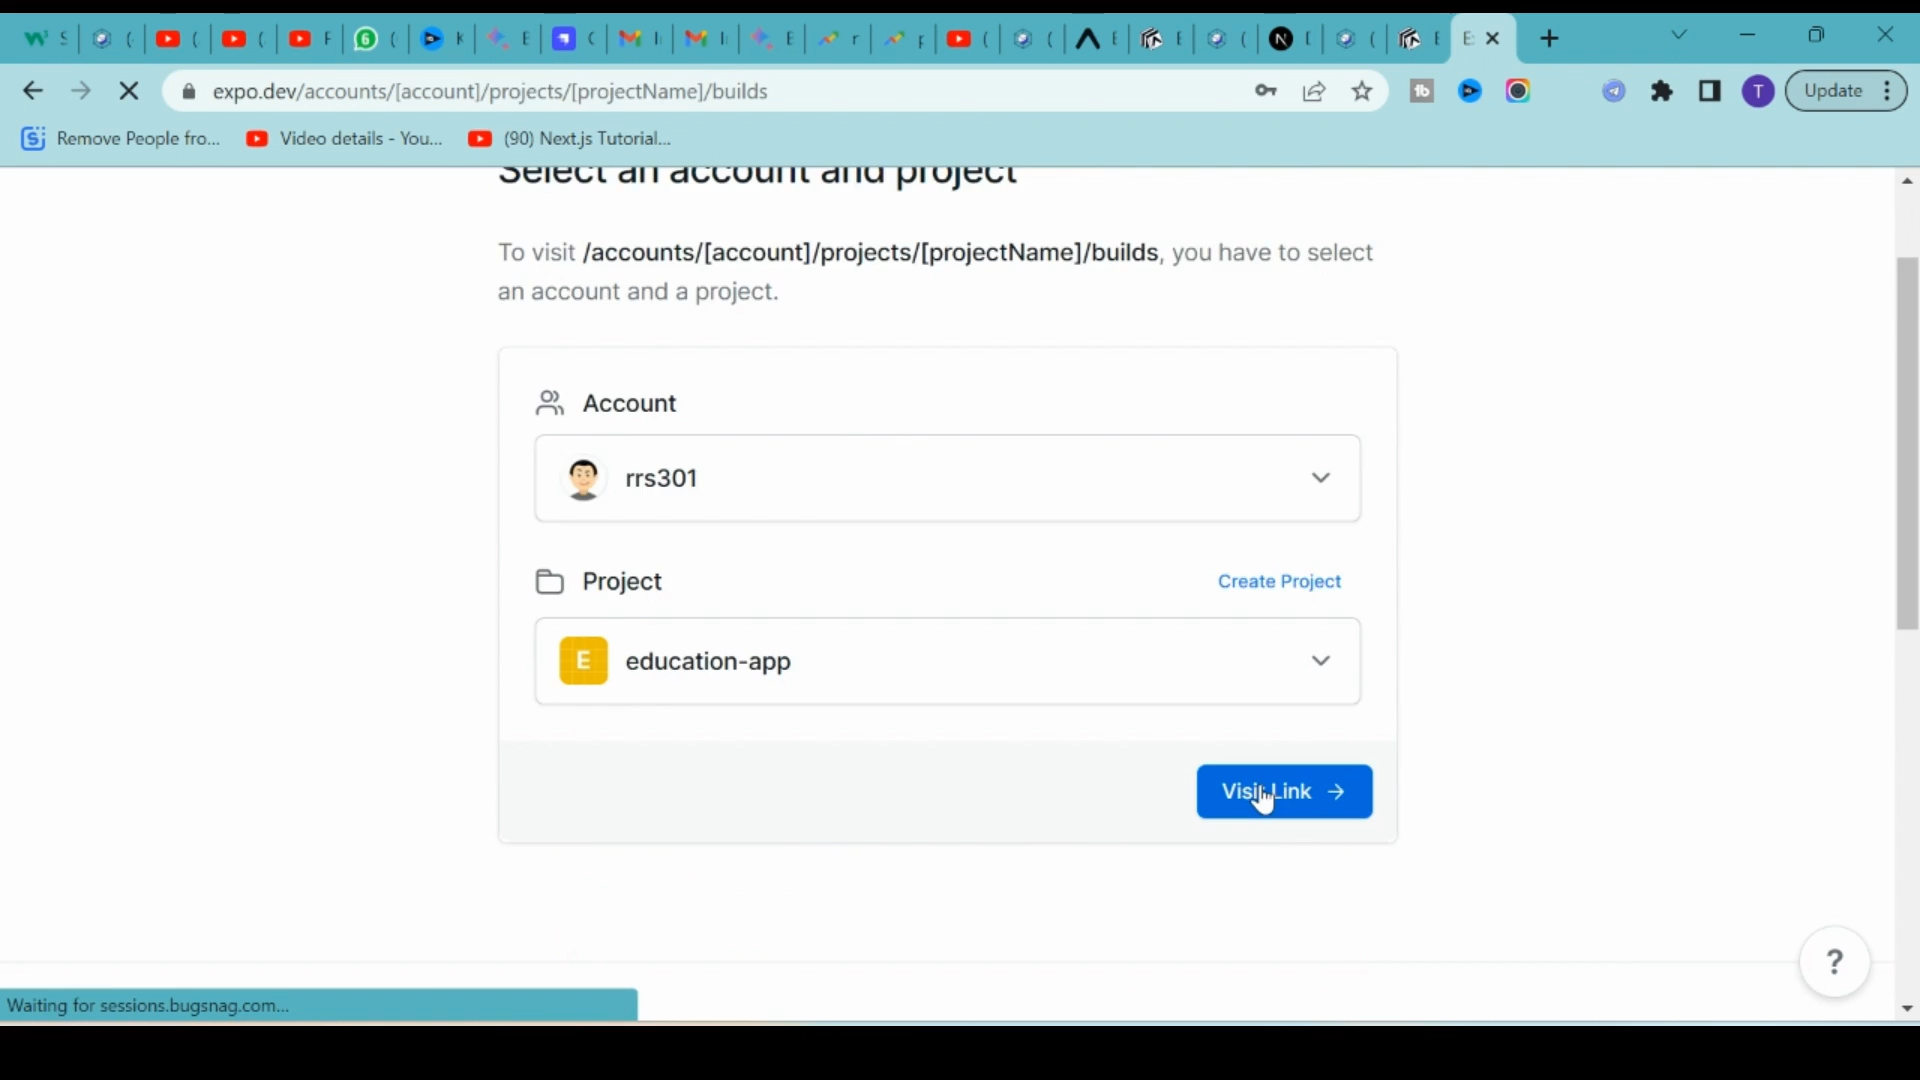 expo.dev/accounts/[account]/projects/[projectName]/builds
Update
Remove People fro...
Video details - You...
(90) Next.js Tutorial...
Select an account and project
To visit /accounts/[account]/projects/[projectName]/builds, you have to select
an account and a project.
Account
rrs301
Project
Create Project
E
education-app
Visit Link
?
Waiting for sessions.bugsnag.com...